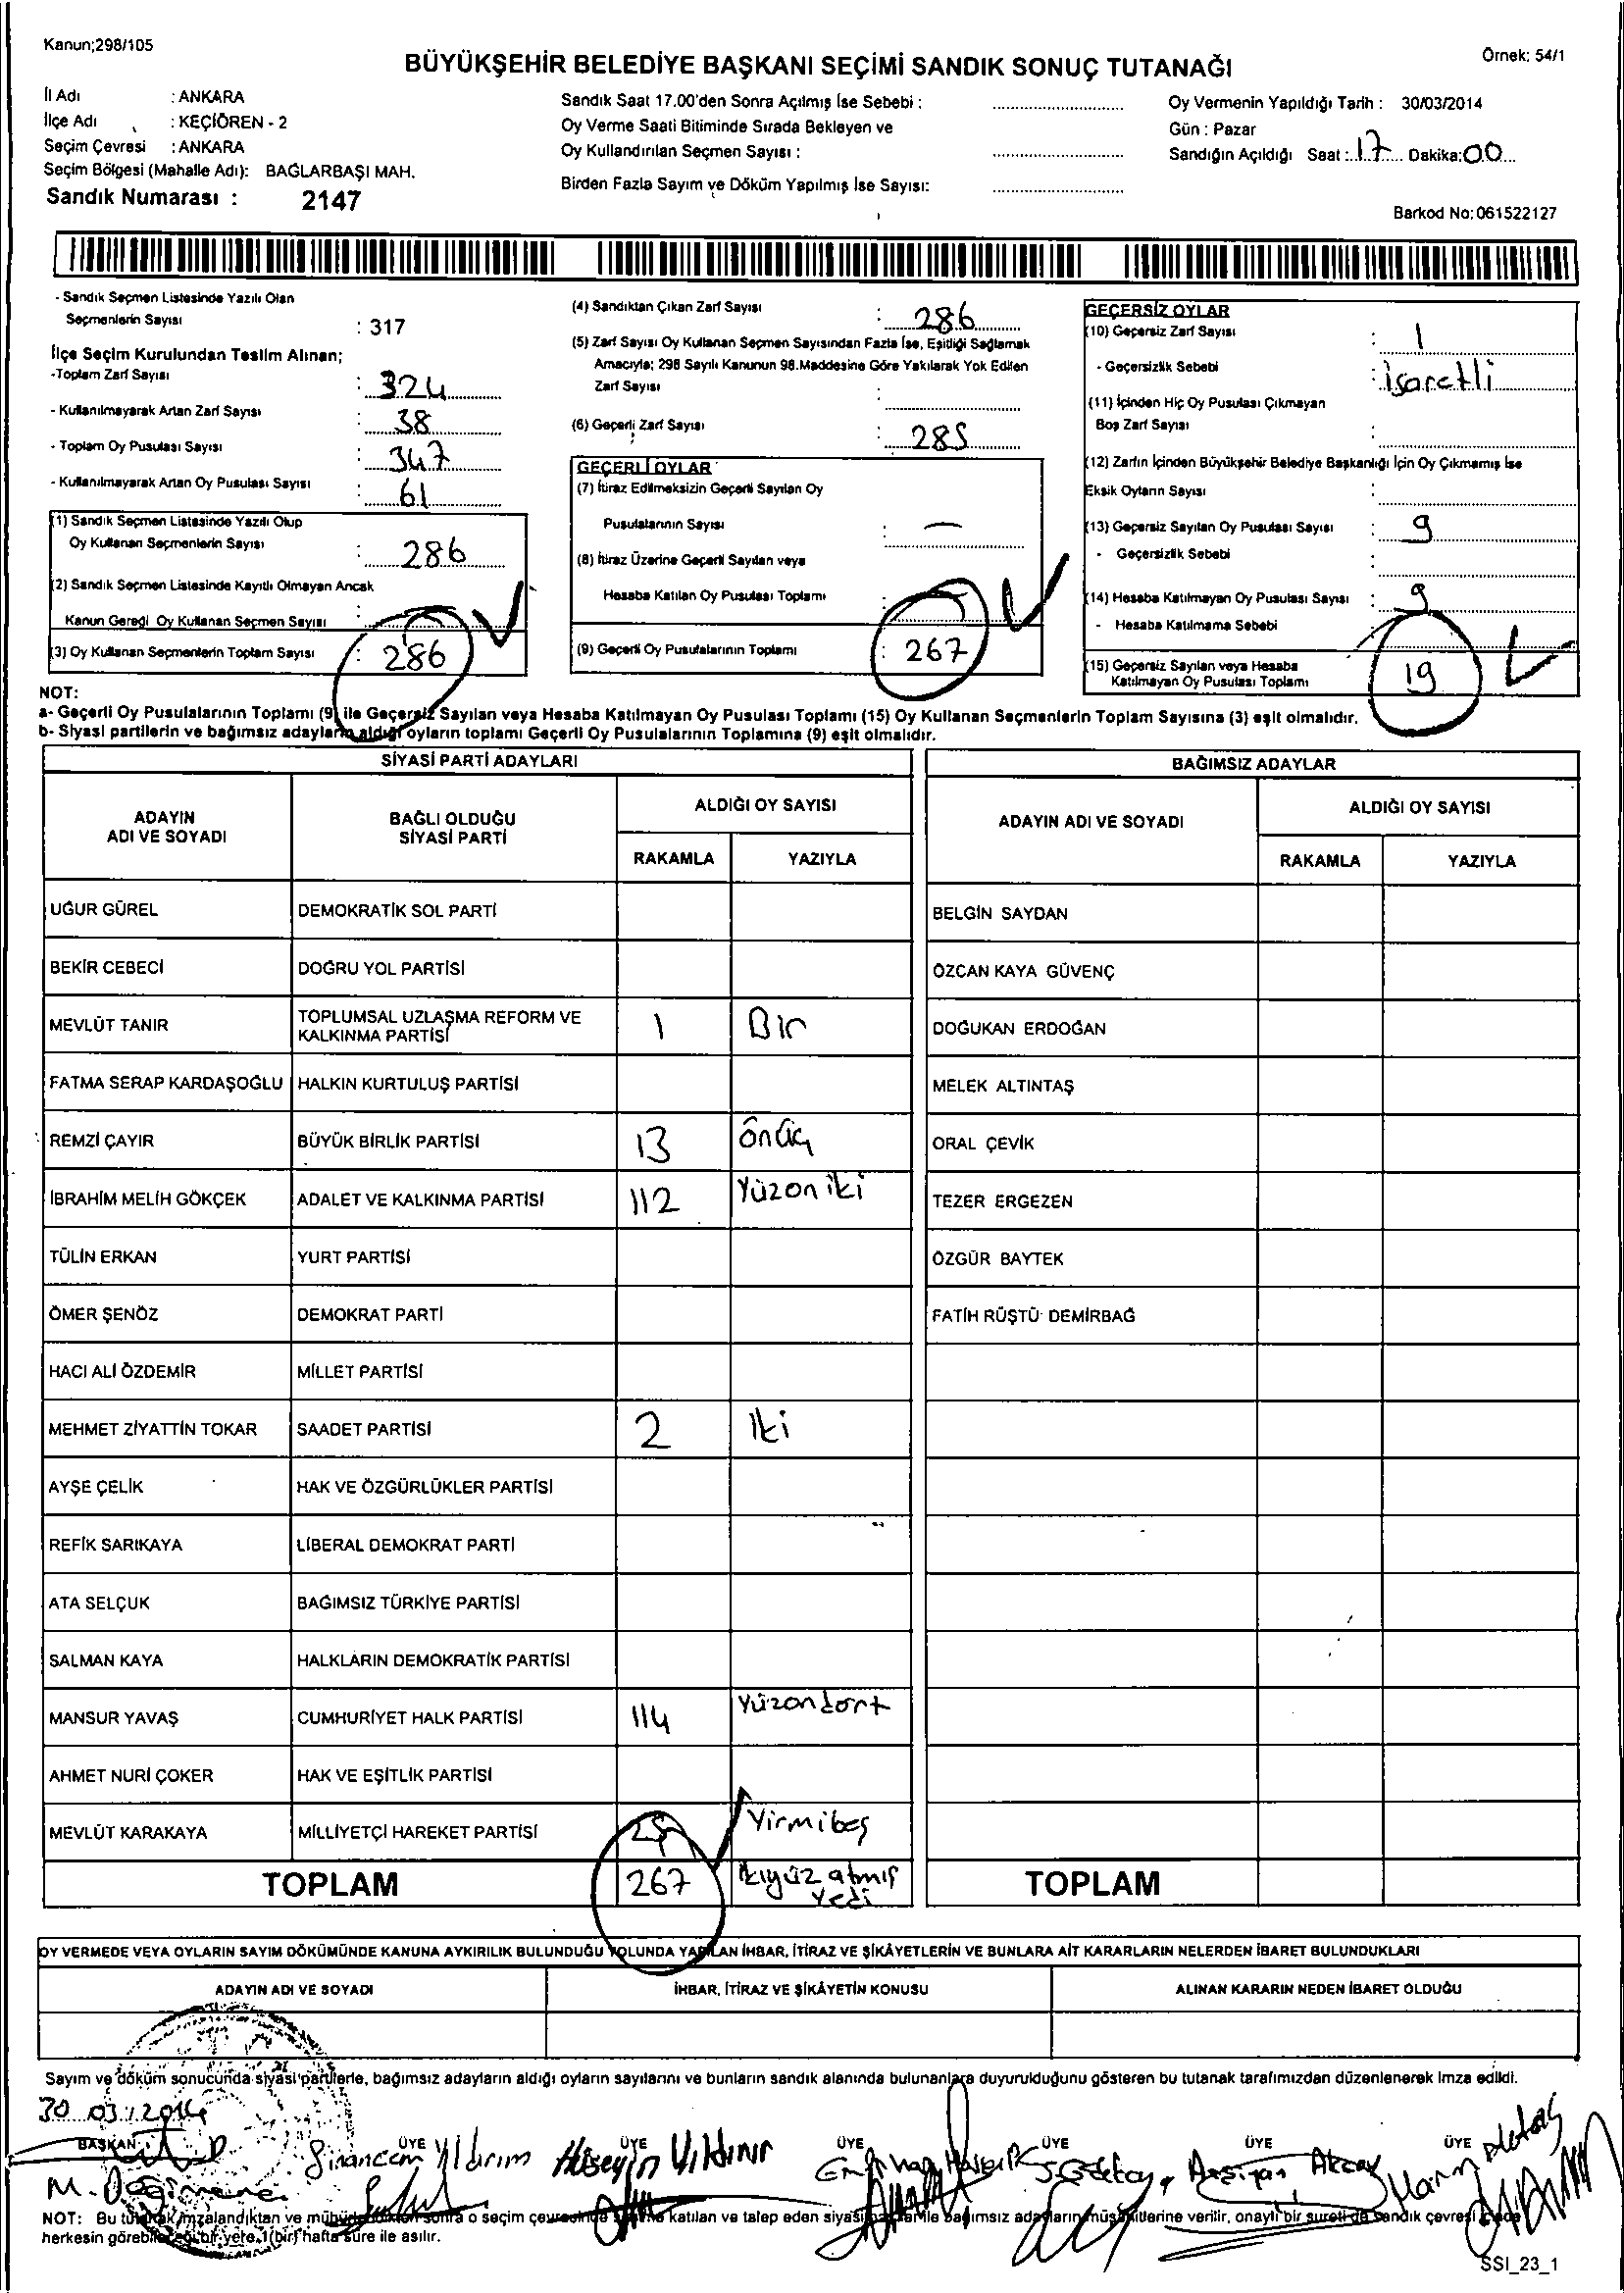 Kanun;298/105
Örnek: 54/1
BÜYÜKŞEHİR BELEDİYE BAŞKANI SEÇİMİ SANDIK SONUÇ TUTANAĞI
İl Adı : ANKARA
İlçe Adı : KEÇİÖREN - 2
Seçim Çevresi : ANKARA
Seçim Bölgesi (Mahalle Adı): BAĞLARBAŞI MAH.
Sandık Numarası : 2147
Sandık Saat 17.00'den Sonra Açılmış İse Sebebi :
Oy Verme Saati Bitiminde Sırada Bekleyen ve
Oy Kullandırılan Seçmen Sayısı :
Birden Fazla Sayım ve Döküm Yapılmış İse Sayısı:
Oy Vermenin Yapıldığı Tarih : 30/03/2014
Gün : Pazar
Sandığın Açıldığı Saat : 17 Dakika: 00
Barkod No: 061522127
- Sandık Seçmen Listesinde Yazılı Olan
Seçmenlerin Sayısı : 317
İlçe Seçim Kurulundan Teslim Alınan;
-Toplam Zarf Sayısı : 324
- Kullanılmayarak Artan Zarf Sayısı : 38
- Toplam Oy Pusulası Sayısı : 347
- Kullanılmayarak Artan Oy Pusulası Sayısı : 61
(1) Sandık Seçmen Listesinde Yazılı Olup
Oy Kullanan Seçmenlerin Sayısı : 286
(2) Sandık Seçmen Listesinde Kayıtlı Olmayan Ancak
Kanun Gereği Oy Kullanan Seçmen Sayısı :
(3) Oy Kullanan Seçmenlerin Toplam Sayısı : 286
(4) Sandıktan Çıkan Zarf Sayısı : 286
(5) Zarf Sayısı Oy Kullanan Seçmen Sayısından Fazla İse, Eşitliği Sağlamak
Amacıyla; 298 Sayılı Kanunun 98.Maddesine Göre Yakılarak Yok Edilen
Zarf Sayısı :
(6) Geçerli Zarf Sayısı : 285
GEÇERLİ OYLAR
(7) İtiraz Edilmeksizin Geçerli Sayılan Oy
Pusulalarının Sayısı : —
(8) İtiraz Üzerine Geçerli Sayılan veya
Hesaba Katılan Oy Pusulası Toplamı :
(9) Geçerli Oy Pusulalarının Toplamı : 267
GEÇERSİZ OYLAR
(10) Geçersiz Zarf Sayısı : 1
- Geçersizlik Sebebi : işaretli
(11) İçinden Hiç Oy Pusulası Çıkmayan
Boş Zarf Sayısı :
(12) Zarfın İçinden Büyükşehir Belediye Başkanlığı İçin Oy Çıkmamış İse
Eksik Oyların Sayısı :
(13) Geçersiz Sayılan Oy Pusulası Sayısı : 9
- Geçersizlik Sebebi :
(14) Hesaba Katılmayan Oy Pusulası Sayısı : 9
- Hesaba Katılmama Sebebi :
(15) Geçersiz Sayılan veya Hesaba
Katılmayan Oy Pusulası Toplamı : 19
NOT:
a- Geçerli Oy Pusulalarının Toplamı (9) ile Geçersiz Sayılan veya Hesaba Katılmayan Oy Pusulası Toplamı (15) Oy Kullanan Seçmenlerin Toplam Sayısına (3) eşit olmalıdır.
b- Siyasi partilerin ve bağımsız adayların aldığı oyların toplamı Geçerli Oy Pusulalarının Toplamına (9) eşit olmalıdır.
SİYASİ PARTİ ADAYLARI
ADAYIN ADI VE SOYADI
BAĞLI OLDUĞU SİYASİ PARTİ
ALDIĞI OY SAYISI
RAKAMLA YAZIYLA
UĞUR GÜREL DEMOKRATİK SOL PARTİ
BEKİR CEBECİ DOĞRU YOL PARTİSİ
MEVLÜT TANIR TOPLUMSAL UZLAŞMA REFORM VE KALKINMA PARTİSİ 1 Bir
FATMA SERAP KARDAŞOĞLU HALKIN KURTULUŞ PARTİSİ
REMZİ ÇAYIR BÜYÜK BİRLİK PARTİSİ 13 önüç
İBRAHİM MELİH GÖKÇEK ADALET VE KALKINMA PARTİSİ 112 Yüzoniki
TÜLİN ERKAN YURT PARTİSİ
ÖMER ŞENÖZ DEMOKRAT PARTİ
HACI ALİ ÖZDEMİR MİLLET PARTİSİ
MEHMET ZİYATTİN TOKAR SAADET PARTİSİ 2 İki
AYŞE ÇELİK HAK VE ÖZGÜRLÜKLER PARTİSİ
REFİK SARIKAYA LİBERAL DEMOKRAT PARTİ
ATA SELÇUK BAĞIMSIZ TÜRKİYE PARTİSİ
SALMAN KAYA HALKLARIN DEMOKRATİK PARTİSİ
MANSUR YAVAŞ CUMHURİYET HALK PARTİSİ 114 Yüzondört
AHMET NURİ ÇOKER HAK VE EŞİTLİK PARTİSİ
MEVLÜT KARAKAYA MİLLİYETÇİ HAREKET PARTİSİ 25 Yirmibeş
TOPLAM 267 ikiyüz atmış yedi
BAĞIMSIZ ADAYLAR
ADAYIN ADI VE SOYADI
ALDIĞI OY SAYISI
RAKAMLA YAZIYLA
BELGİN SAYDAN
ÖZCAN KAYA GÜVENÇ
DOĞUKAN ERDOĞAN
MELEK ALTINTAŞ
ORAL ÇEVİK
TEZER ERGEZEN
ÖZGÜR BAYTEK
FATİH RÜŞTÜ DEMİRBAĞ
TOPLAM
OY VERMEDE VEYA OYLARIN SAYIM DÖKÜMÜNDE KANUNA AYKIRILIK BULUNDUĞU YOLUNDA YAPILAN İHBAR, İTİRAZ VE ŞİKÂYETLERİN VE BUNLARA AİT KARARLARIN NELERDEN İBARET BULUNDUKLARI
ADAYIN ADI VE SOYADI İHBAR, İTİRAZ VE ŞİKÂYETİN KONUSU ALINAN KARARIN NEDEN İBARET OLDUĞU
Sayım ve döküm sonucunda siyasi partilerle, bağımsız adayların aldığı oyların sayılarını ve bunların sandık alanında bulunanlara duyurulduğunu gösteren bu tutanak tarafımızdan düzenlenerek imza edildi.
30 03 / 2014
BAŞKAN ÜYE ÜYE ÜYE ÜYE ÜYE ÜYE
Yıldırım Hüseyin Yıldırır
NOT: Bu tutanak imzalandıktan ve mühürlendikten sonra o seçim çevresinde seçime katılan ve talep eden siyasi partilerle bağımsız adayların müşahitlerine verilir, onaylı bir sureti de sandık çevresi içinde
herkesin görebileceği bir yere 1(bir) hafta süre ile asılır.
SSI_23_1